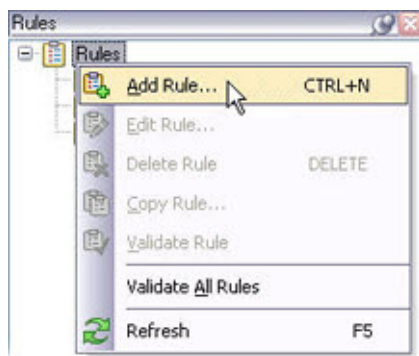 Rules
Rules
Add Rule... CTRL+N
Edit Rule...
Delete Rule DELETE
Copy Rule...
Validate Rule
Validate All Rules
Refresh F5